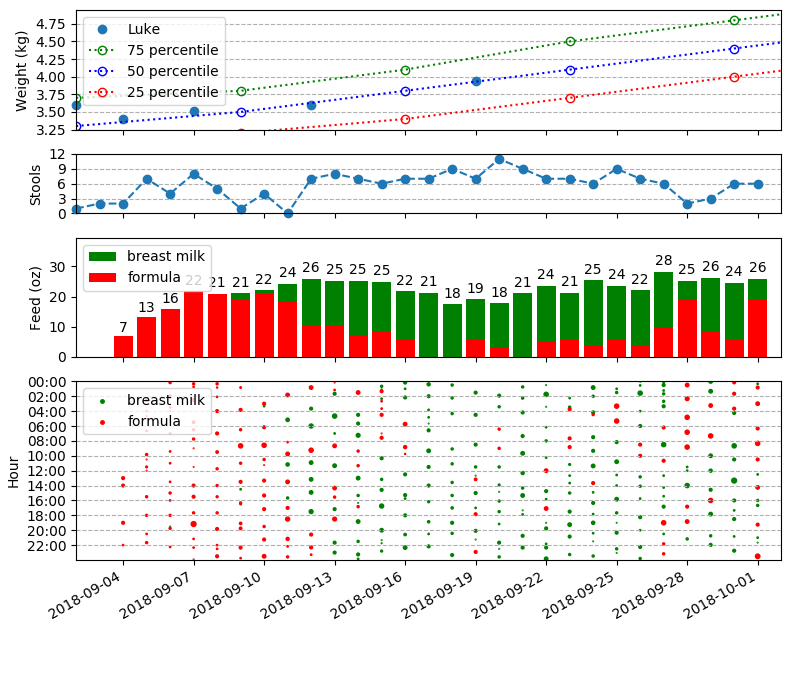 Weight (kg)
4.75
4.50
4.25
4.00
3.75
3.50
3.25
Luke
75 percentile
50 percentile
25 percentile
Stools
12
9
6
3
0
Feed (oz)
30
20
10
0
breast milk
formula
7 13 16 22 21 21 22 24 26 25 25 25 22 21 18 19 18 21 24 21 25 24 22 28 25 26 24 26
Hour
00:00
02:00
04:00
06:00
08:00
10:00
12:00
14:00
16:00
18:00
20:00
22:00
breast milk
formula
2018-09-04 2018-09-07 2018-09-10 2018-09-13 2018-09-16 2018-09-19 2018-09-22 2018-09-25 2018-09-28 2018-10-01